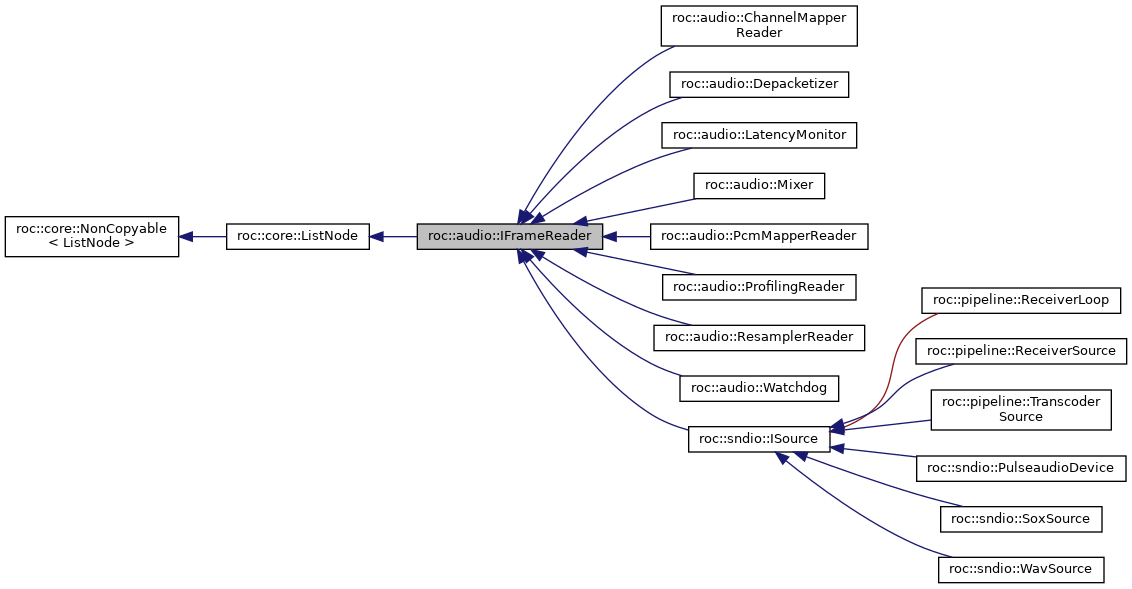 roc::core::NonCopyable
< ListNode >
roc::core::ListNode
roc::audio::IFrameReader
roc::audio::ChannelMapper
Reader
roc::audio::Depacketizer
roc::audio::LatencyMonitor
roc::audio::Mixer
roc::audio::PcmMapperReader
roc::audio::ProfilingReader
roc::audio::ResamplerReader
roc::audio::Watchdog
roc::sndio::ISource
roc::pipeline::ReceiverLoop
roc::pipeline::ReceiverSource
roc::pipeline::Transcoder
Source
roc::sndio::PulseaudioDevice
roc::sndio::SoxSource
roc::sndio::WavSource